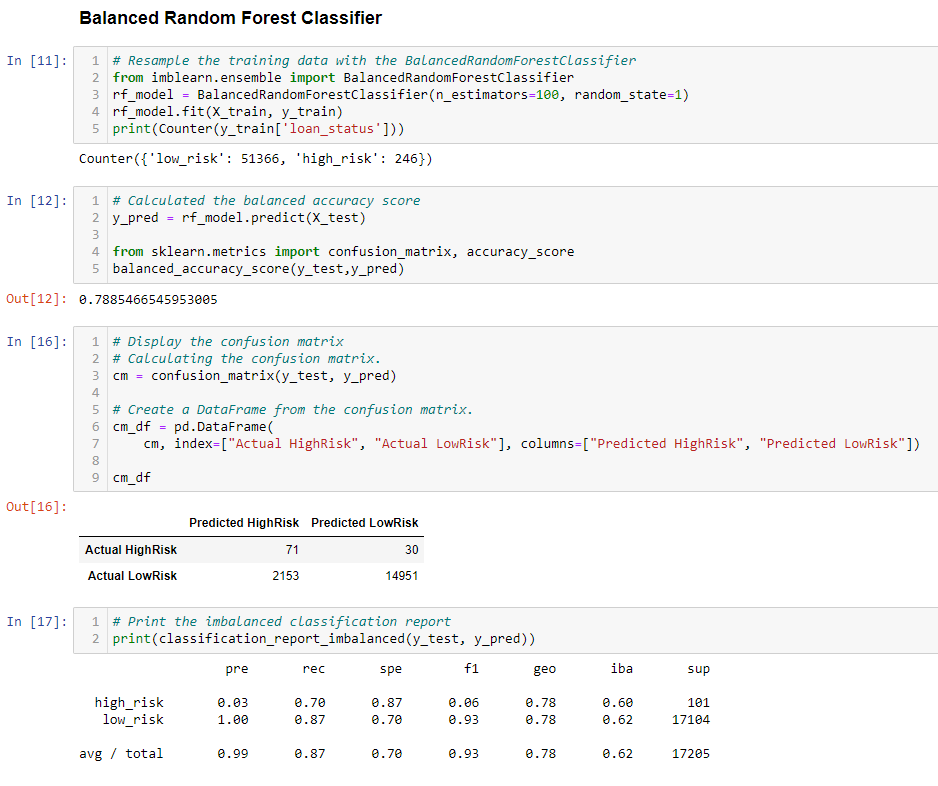 Balanced Random Forest Classifier
In [11]:
1 # Resample the training data with the BalancedRandomForestClassifier
2 from imblearn.ensemble import BalancedRandomForestClassifier
3 rf_model = BalancedRandomForestClassifier(n_estimators=100, random_state=1)
4 rf_model.fit(X_train, y_train)
5 print(Counter(y_train['loan_status']))
Counter({'low_risk': 51366, 'high_risk': 246})
In [12]:
1 # Calculated the balanced accuracy score
2 y_pred = rf_model.predict(X_test)
3
4 from sklearn.metrics import confusion_matrix, accuracy_score
5 balanced_accuracy_score(y_test,y_pred)
Out[12]: 0.7885466545953005
In [16]:
1 # Display the confusion matrix
2 # Calculating the confusion matrix.
3 cm = confusion_matrix(y_test, y_pred)
4
5 # Create a DataFrame from the confusion matrix.
6 cm_df = pd.DataFrame(
7     cm, index=["Actual HighRisk", "Actual LowRisk"], columns=["Predicted HighRisk", "Predicted LowRisk"])
8
9 cm_df
Out[16]:
Predicted HighRisk Predicted LowRisk
Actual HighRisk 71 30
Actual LowRisk 2153 14951
In [17]:
1 # Print the imbalanced classification report
2 print(classification_report_imbalanced(y_test, y_pred))
pre rec spe f1 geo iba sup
high_risk 0.03 0.70 0.87 0.06 0.78 0.60 101
low_risk 1.00 0.87 0.70 0.93 0.78 0.62 17104
avg / total 0.99 0.87 0.70 0.93 0.78 0.62 17205